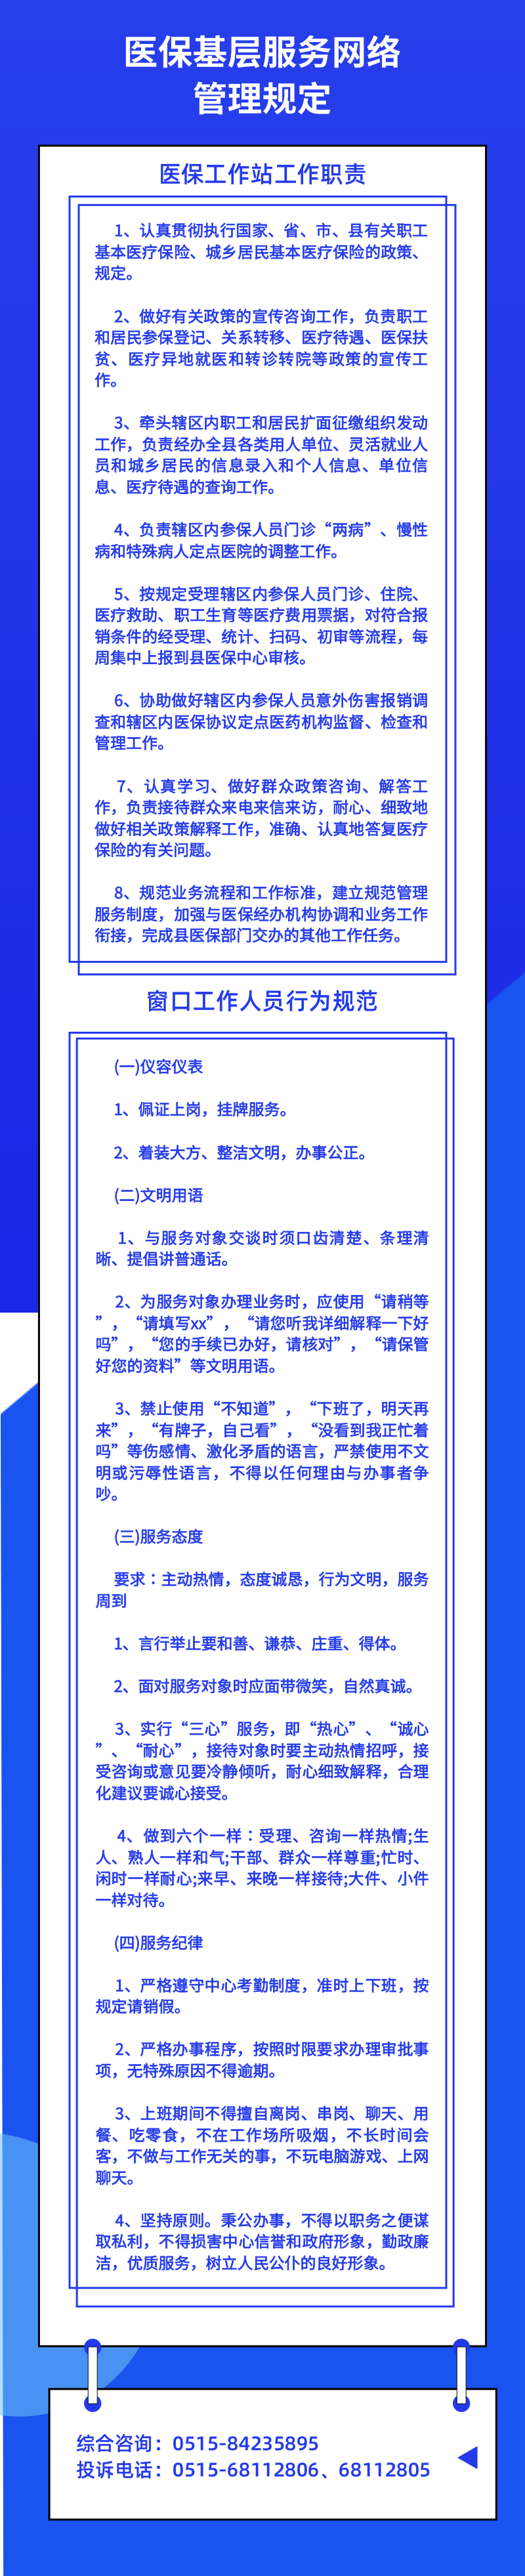 医保基层服务网络
管理规定
医保工作站工作职责
1、认真贯彻执行国家、省、市、县有关职工
基本医疗保险、城乡居民基本医疗保险的政策、
规定。
2、做好有关政策的宣传咨询工作，负责职工
和居民参保登记、关系转移、医疗待遇、医保扶
贫、医疗异地就医和转诊转院等政策的宣传工
作。
3、牵头辖区内职工和居民扩面征缴组织发动
工作，负责经办全县各类用人单位、灵活就业人
员和城乡居民的信息录入和个人信息、单位信
息、医疗待遇的查询工作。
4、负责辖区内参保人员门诊“两病”、慢性
病和特殊病人定点医院的调整工作。
5、按规定受理辖区内参保人员门诊、住院、
医疗救助、职工生育等医疗费用票据，对符合报
销条件的经受理、统计、扫码、初审等流程，每
周集中上报到县医保中心审核。
6、协助做好辖区内参保人员意外伤害报销调
查和辖区内医保协议定点医药机构监督、检查和
管理工作。
7、认真学习、做好群众政策咨询、解答工
作，负责接待群众来电来信来访，耐心、细致地
做好相关政策解释工作，准确、认真地答复医疗
保险的有关问题。
8、规范业务流程和工作标准，建立规范管理
服务制度，加强与医保经办机构协调和业务工作
衔接，完成县医保部门交办的其他工作任务。
窗口工作人员行为规范
(一)仪容仪表
1、佩证上岗，挂牌服务。
2、着装大方、整洁文明，办事公正。
(二)文明用语
1、与服务对象交谈时须口齿清楚、条理清
晰、提倡讲普通话。
2、为服务对象办理业务时，应使用“请稍等
”，“请填写xx”，“请您听我详细解释一下好
吗”，“您的手续已办好，请核对”，“请保管
好您的资料”等文明用语。
3、禁止使用“不知道”，“下班了，明天再
来”，“有牌子，自己看”，“没看到我正忙着
吗”等伤感情、激化矛盾的语言，严禁使用不文
明或污辱性语言，不得以任何理由与办事者争
吵。
(三)服务态度
要求：主动热情，态度诚恳，行为文明，服务
周到
1、言行举止要和善、谦恭、庄重、得体。
2、面对服务对象时应面带微笑，自然真诚。
3、实行“三心”服务，即“热心”、“诚心
”、“耐心”，接待对象时要主动热情招呼，接
受咨询或意见要冷静倾听，耐心细致解释，合理
化建议要诚心接受。
4、做到六个一样：受理、咨询一样热情;生
人、熟人一样和气;干部、群众一样尊重;忙时、
闲时一样耐心;来早、来晚一样接待;大件、小件
一样对待。
(四)服务纪律
1、严格遵守中心考勤制度，准时上下班，按
规定请销假。
2、严格办事程序，按照时限要求办理审批事
项，无特殊原因不得逾期。
3、上班期间不得擅自离岗、串岗、聊天、用
餐、吃零食，不在工作场所吸烟，不长时间会
客，不做与工作无关的事，不玩电脑游戏、上网
聊天。
4、坚持原则。秉公办事，不得以职务之便谋
取私利，不得损害中心信誉和政府形象，勤政廉
洁，优质服务，树立人民公仆的良好形象。
综合咨询：0515-84235895
投诉电话：0515-68112806、68112805